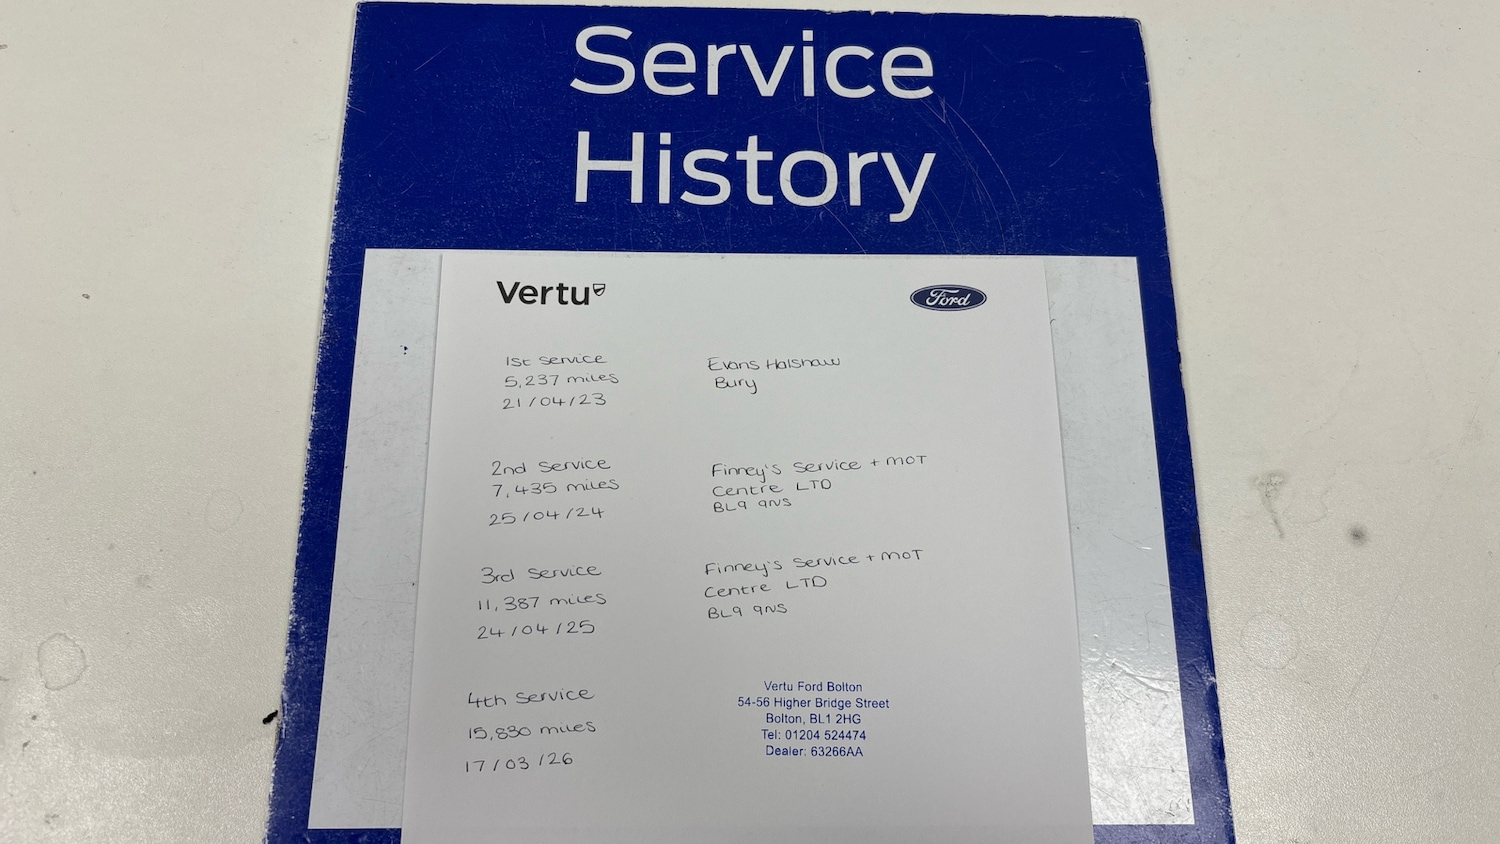 Service
History
Vertu
Ford
1st Service
5,237 miles
21/04/23
Evans Halshaw
Bury
2nd Service
7,435 miles
25/04/24
Finney's Service + MOT
Centre LTD
BL9 9NS
3rd Service
11,387 miles
24/04/25
Finney's Service + MOT
Centre LTD
BL9 9NS
4th Service
15,830 miles
17/03/26
Vertu Ford Bolton
54-56 Higher Bridge Street
Bolton, BL1 2HG
Tel: 01204 524474
Dealer: 63266AA